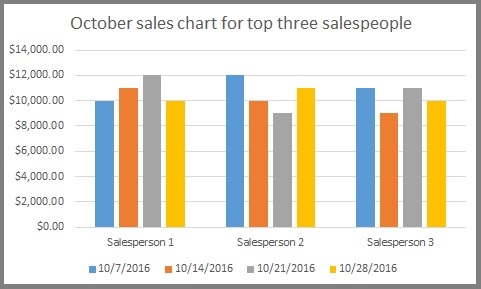 October sales chart for top three salespeople
$14,000.00
$12,000.00
$10,000.00
$8,000.00
$6,000.00
$4,000.00
$2,000.00
$0.00
Salesperson 1 Salesperson 2 Salesperson 3
10/7/2016 10/14/2016 10/21/2016 10/28/2016